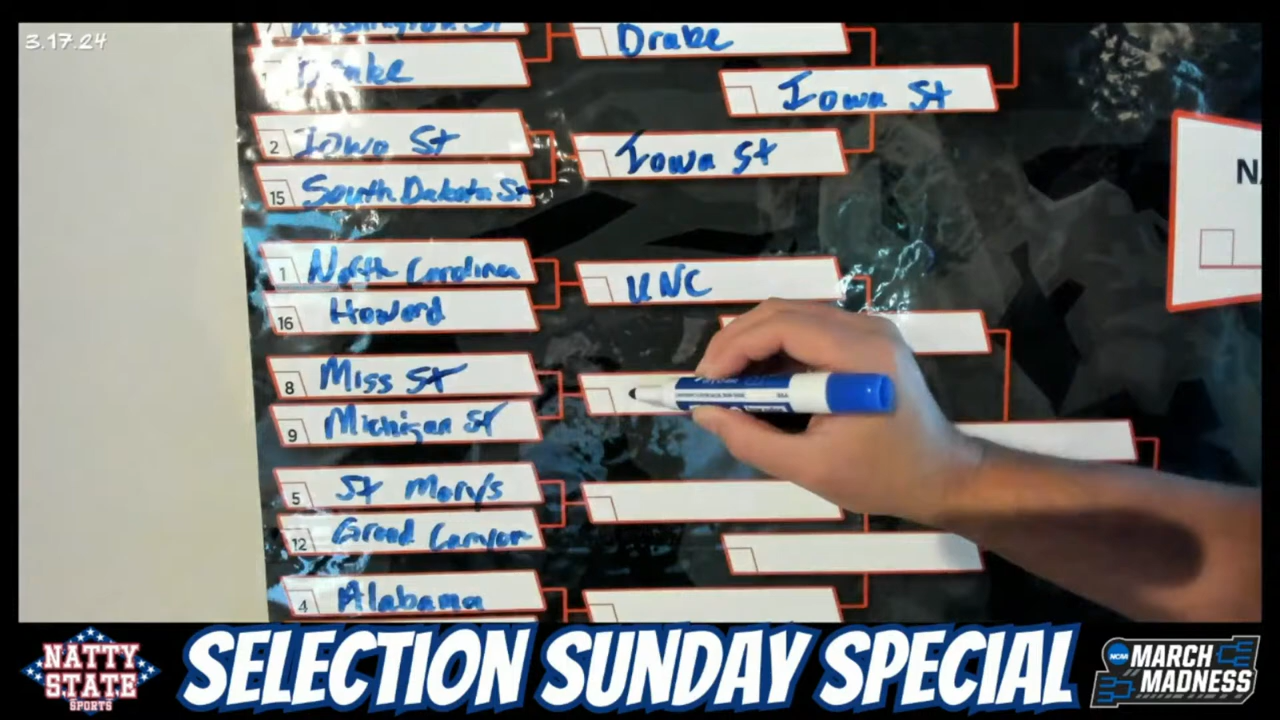 3.17.24
Washington St
Drake
Drake
Iowa St
2 Iowa St
Iowa St
15 South Dakota St
N
1 North Carolina
UNC
16 Howard
8 Miss St
9 Michigan St
5 St Mary's
12 Grand Canyon
4 Alabama
NATTY
STATE
SPORTS
SELECTION SUNDAY SPECIAL
NCAA
MARCH
MADNESS